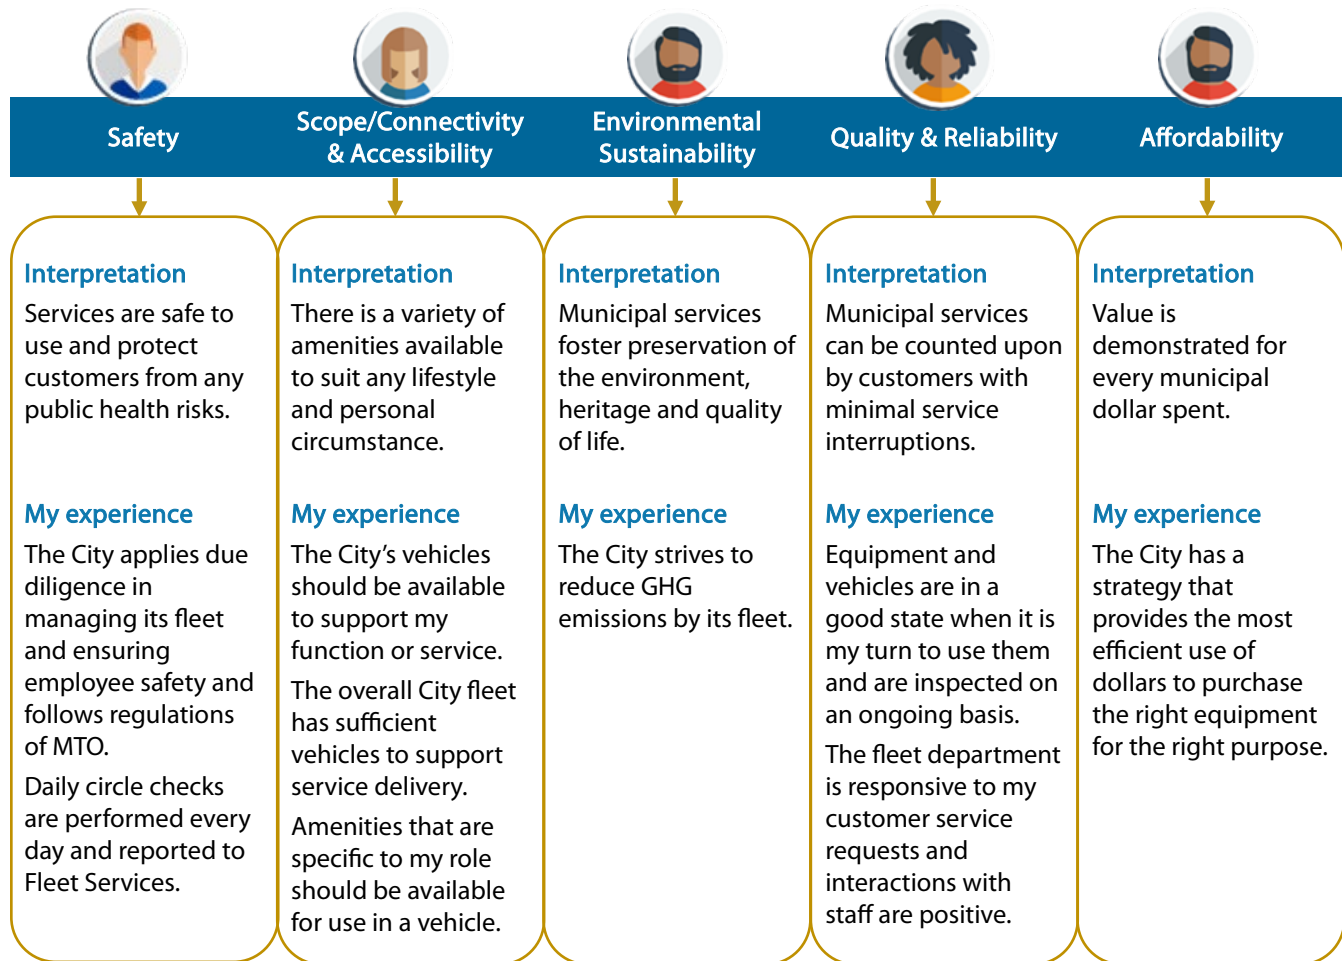 Safety
Scope/Connectivity
& Accessibility
Environmental
Sustainability
Quality & Reliability
Affordability
Interpretation
Services are safe to
use and protect
customers from any
public health risks.
My experience
The City applies due
diligence in
managing its fleet
and ensuring
employee safety and
follows regulations
of MTO.
Daily circle checks
are performed every
day and reported to
Fleet Services.
Interpretation
There is a variety of
amenities available
to suit any lifestyle
and personal
circumstance.
My experience
The City’s vehicles
should be available
to support my
function or service.
The overall City fleet
has sufficient
vehicles to support
service delivery.
Amenities that are
specific to my role
should be available
for use in a vehicle.
Interpretation
Municipal services
foster preservation of
the environment,
heritage and quality
of life.
My experience
The City strives to
reduce GHG
emissions by its fleet.
Interpretation
Municipal services
can be counted upon
by customers with
minimal service
interruptions.
My experience
Equipment and
vehicles are in a
good state when it is
my turn to use them
and are inspected on
an ongoing basis.
The fleet department
is responsive to my
customer service
requests and
interactions with
staff are positive.
Interpretation
Value is
demonstrated for
every municipal
dollar spent.
My experience
The City has a
strategy that
provides the most
efficient use of
dollars to purchase
the right equipment
for the right purpose.